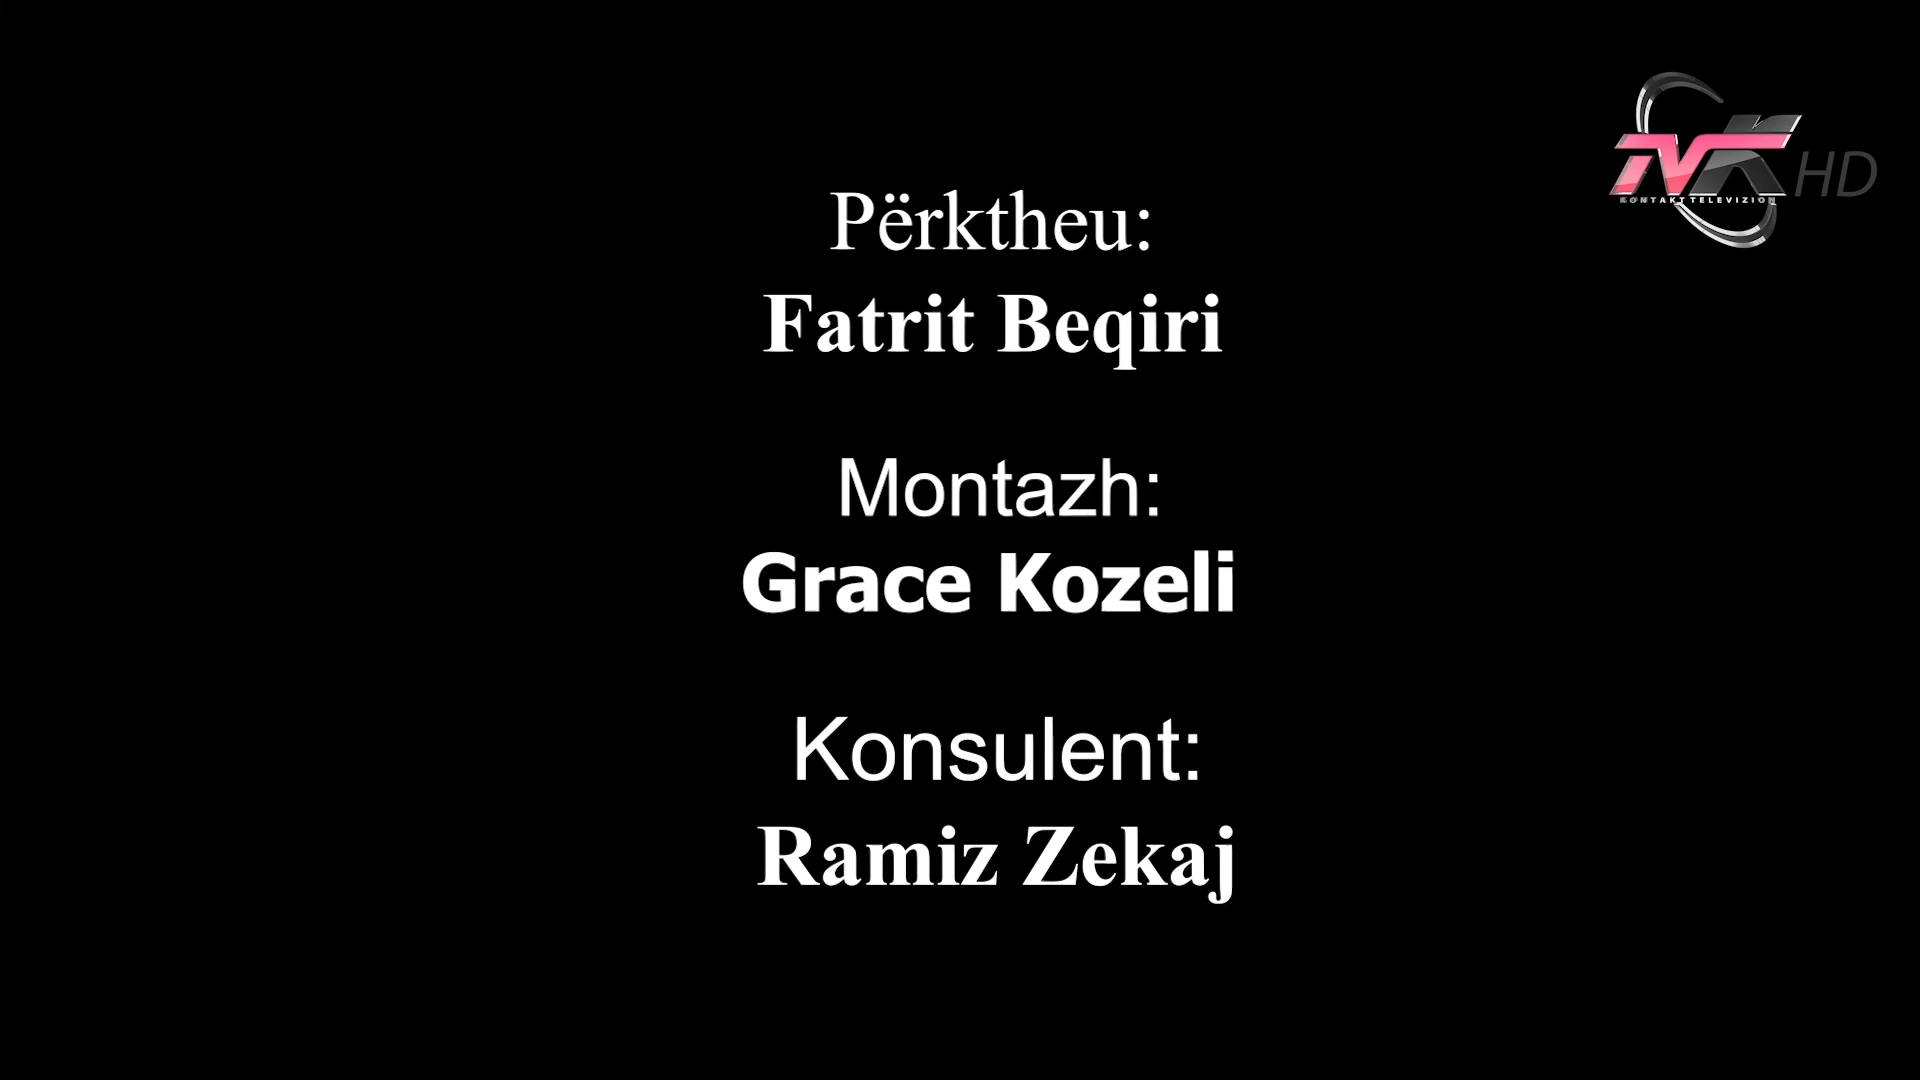 TVK HD
KONTAKT TELEVIZION
Përktheu:
Fatrit Beqiri
Montazh:
Grace Kozeli
Konsulent:
Ramiz Zekaj